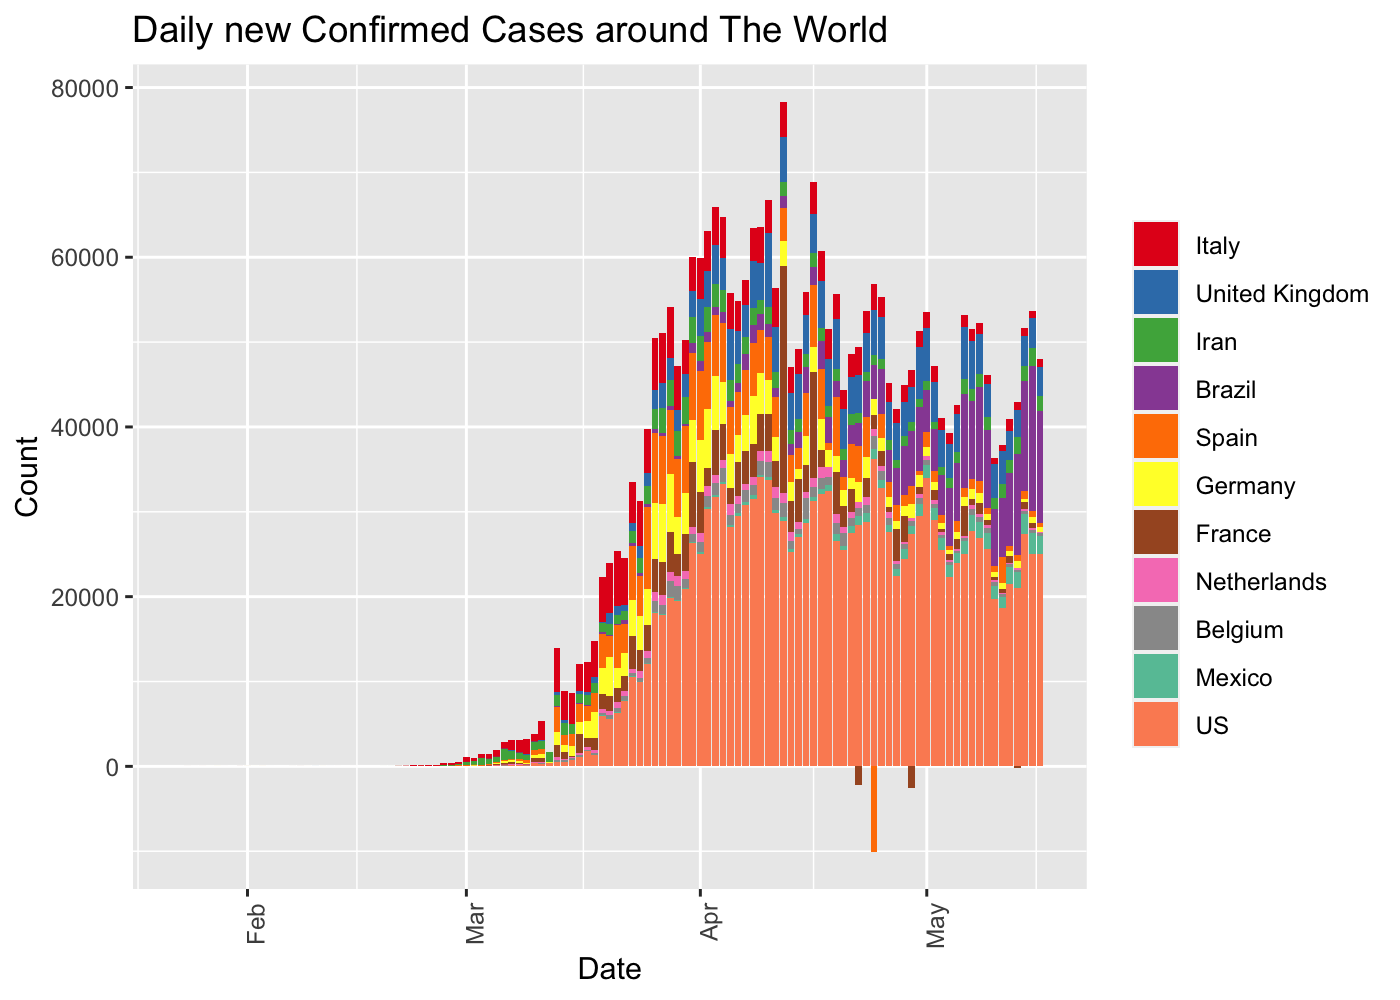 Daily new Confirmed Cases around The World
80000
60000
40000
20000
0
Count
Feb
Mar
Apr
May
Date
Italy
United Kingdom
Iran
Brazil
Spain
Germany
France
Netherlands
Belgium
Mexico
US